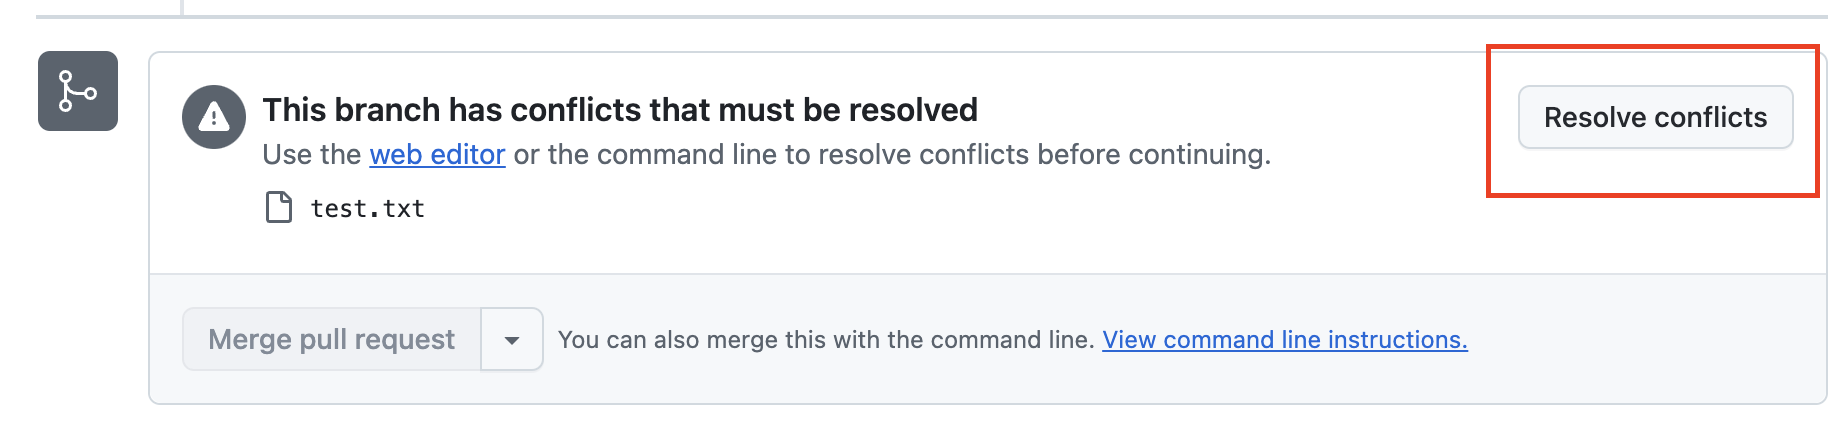 This branch has conflicts that must be resolved
Resolve conflicts
Use the web editor or the command line to resolve conflicts before continuing.
test.txt
Merge pull request
You can also merge this with the command line. View command line instructions.